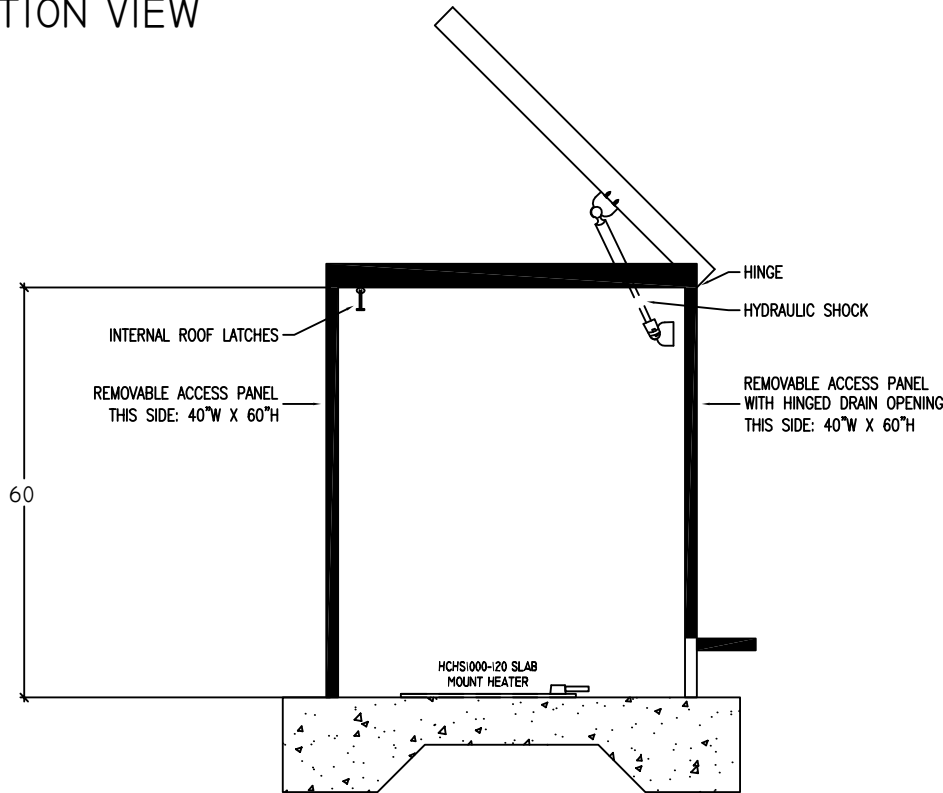 TION VIEW
HINGE
HYDRAULIC SHOCK
INTERNAL ROOF LATCHES
REMOVABLE ACCESS PANEL
THIS SIDE: 40"W X 60"H
REMOVABLE ACCESS PANEL
WITH HINGED DRAIN OPENING
THIS SIDE: 40"W X 60"H
60
HCHS1000-120 SLAB
MOUNT HEATER